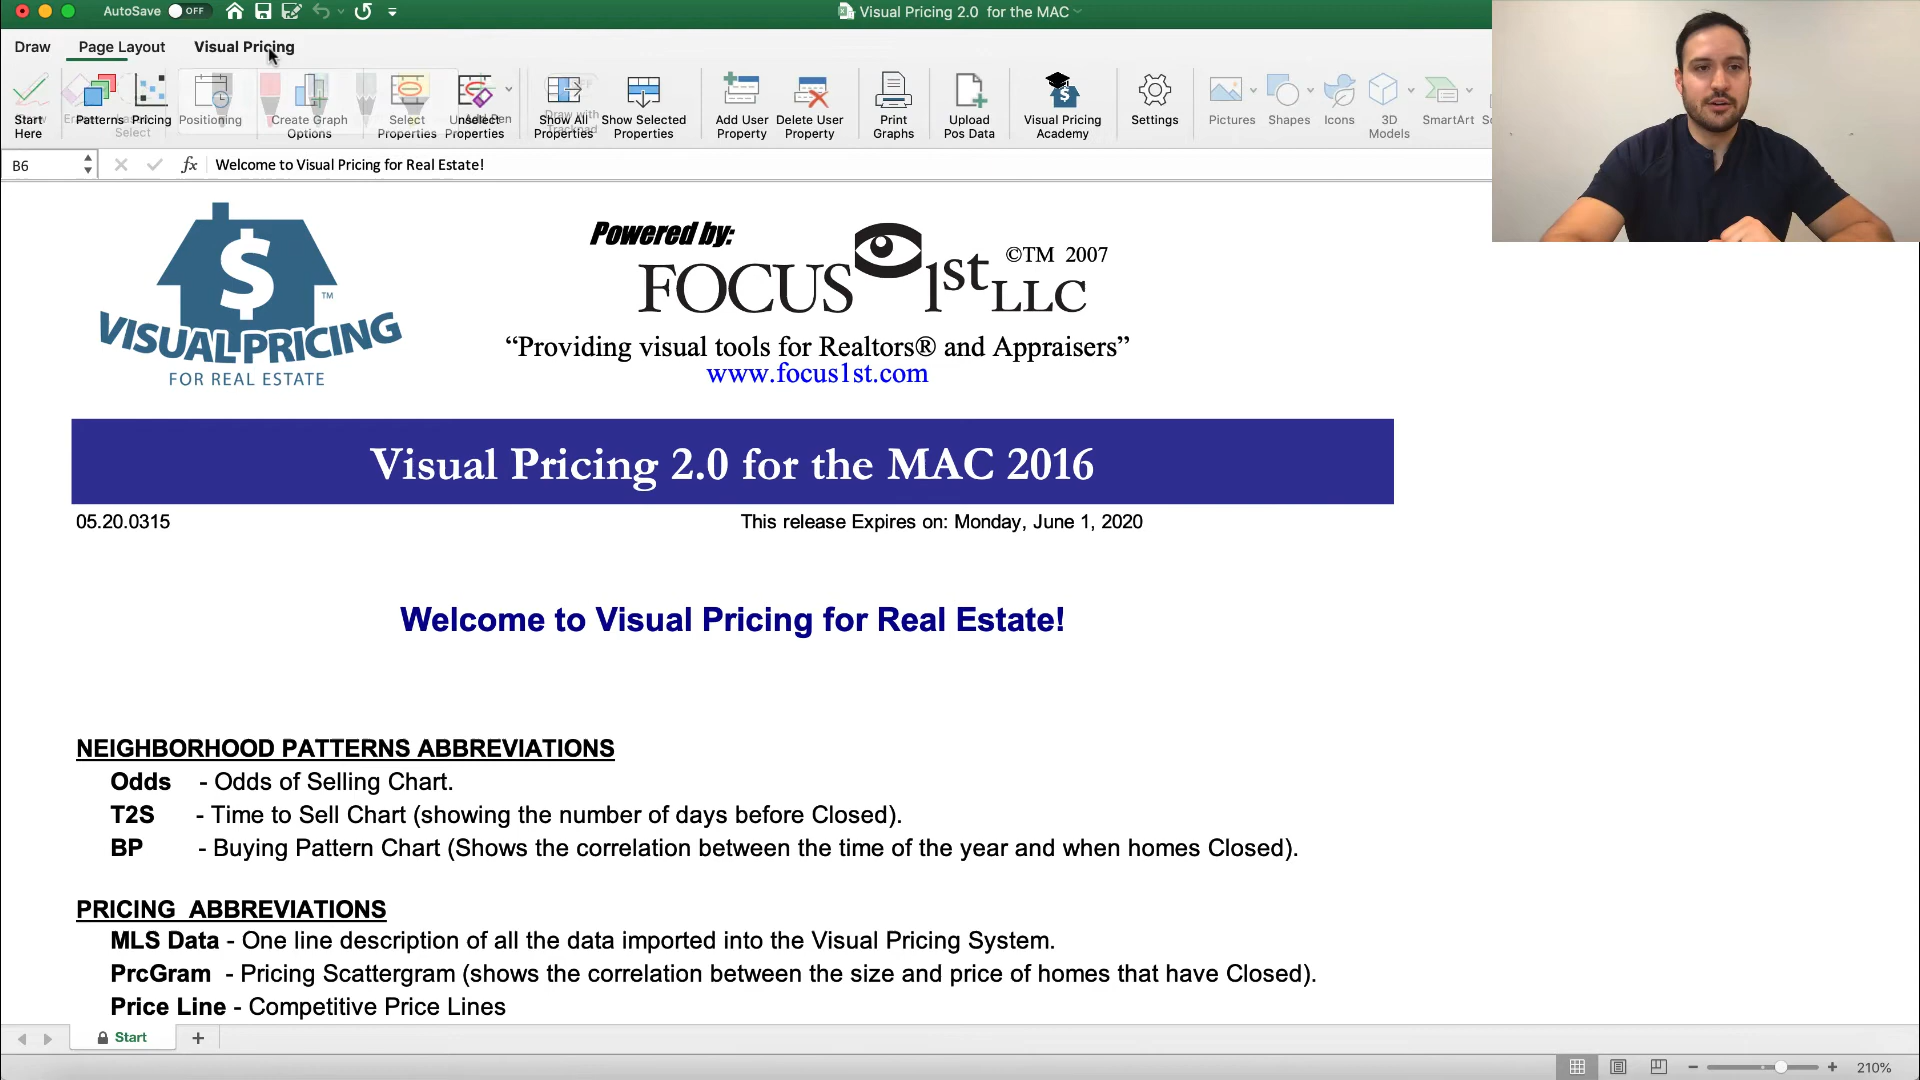 AutoSave OFF
Visual Pricing 2.0 for the MAC
Draw Page Layout Visual Pricing
Start Here
Patterns
Pricing
Select
Positioning
Create Graph Options
Select Properties
Unselect Properties
Show All Properties
Draw with Trackpad
Show Selected Properties
Add User Property
Delete User Property
Print Graphs
Upload Pos Data
Visual Pricing Academy
Settings
Pictures
Shapes
Icons
3D Models
SmartArt
B6 fx Welcome to Visual Pricing for Real Estate!
$
TM
VISUAL PRICING
FOR REAL ESTATE
Powered by:
FOCUS 1st LLC ©TM 2007
“Providing visual tools for Realtors® and Appraisers”
www.focus1st.com
Visual Pricing 2.0 for the MAC 2016
05.20.0315 This release Expires on: Monday, June 1, 2020
Welcome to Visual Pricing for Real Estate!
NEIGHBORHOOD PATTERNS ABBREVIATIONS
Odds - Odds of Selling Chart.
T2S - Time to Sell Chart (showing the number of days before Closed).
BP - Buying Pattern Chart (Shows the correlation between the time of the year and when homes Closed).
PRICING ABBREVIATIONS
MLS Data - One line description of all the data imported into the Visual Pricing System.
PrcGram - Pricing Scattergram (shows the correlation between the size and price of homes that have Closed).
Price Line - Competitive Price Lines
Start
210%